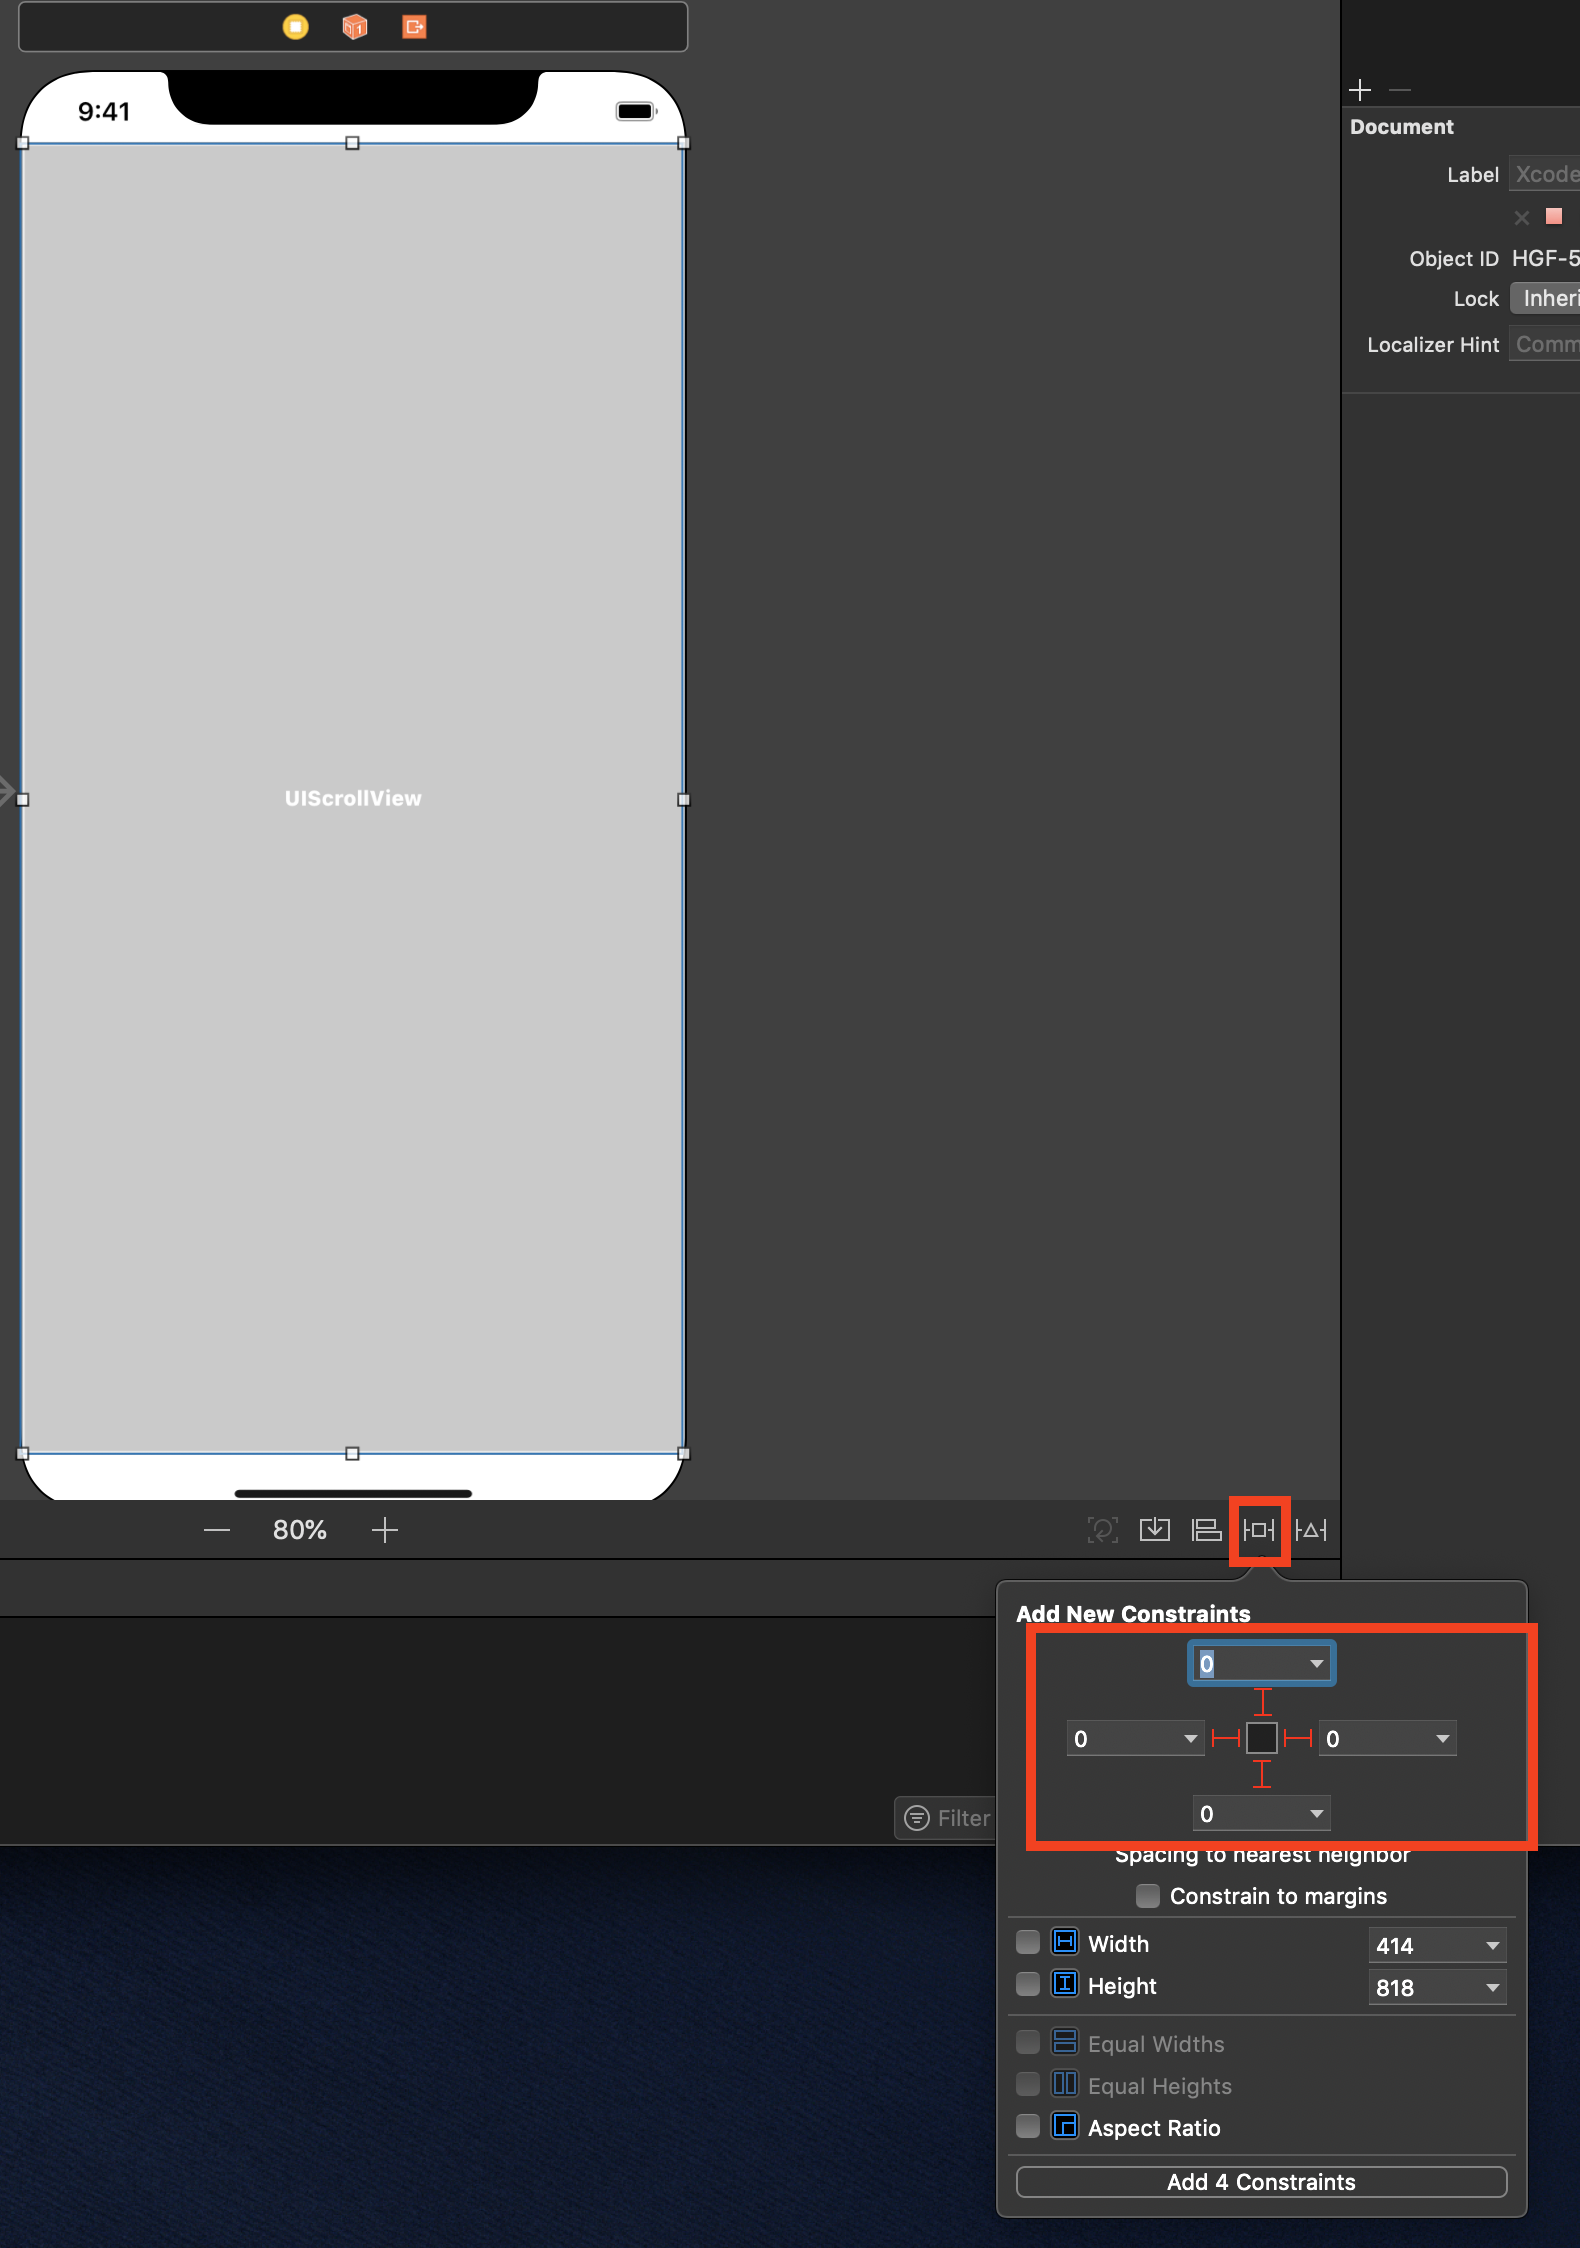 9:41
Document
Label Xcode
Object ID HGF-5
Lock Inheri
Localizer Hint Comm
UIScrollView
80%
Add New Constraints
0
0 0
0
Filter
Spacing to nearest neighbor
Constrain to margins
Width 414
Height 818
Equal Widths
Equal Heights
Aspect Ratio
Add 4 Constraints